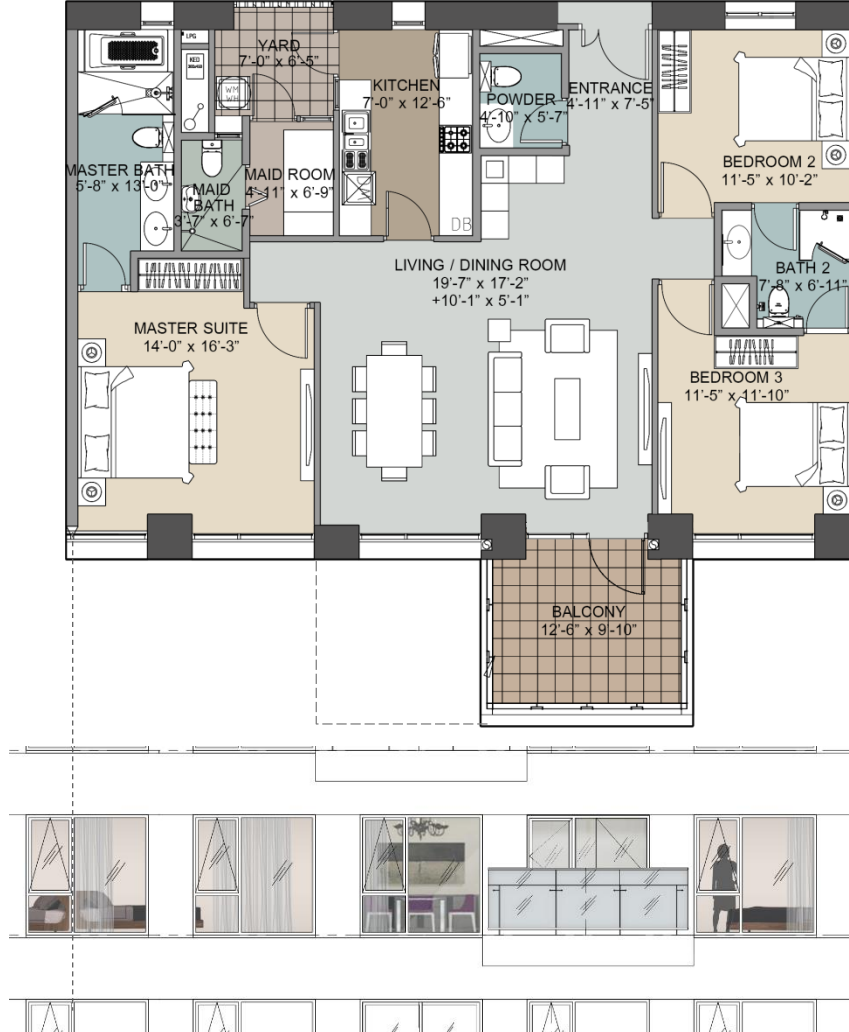 LPG
KEQ
YARD
7'-0" x 6'-5"
WM
WH
KITCHEN
7'-0" x 12'-6"
POWDER
4'-10" x 5'-7"
ENTRANCE
4'-11" x 7'-5"
BEDROOM 2
11'-5" x 10'-2"
MASTER BATH
5'-8" x 13'-0"
MAID
BATH
3'-7" x 6'-7"
MAID ROOM
4'-11" x 6'-9"
DB
LIVING / DINING ROOM
19'-7" x 17'-2"
+10'-1" x 5'-1"
BATH 2
7'-8" x 6'-11"
MASTER SUITE
14'-0" x 16'-3"
BEDROOM 3
11'-5" x 11'-10"
BALCONY
12'-6" x 9'-10"